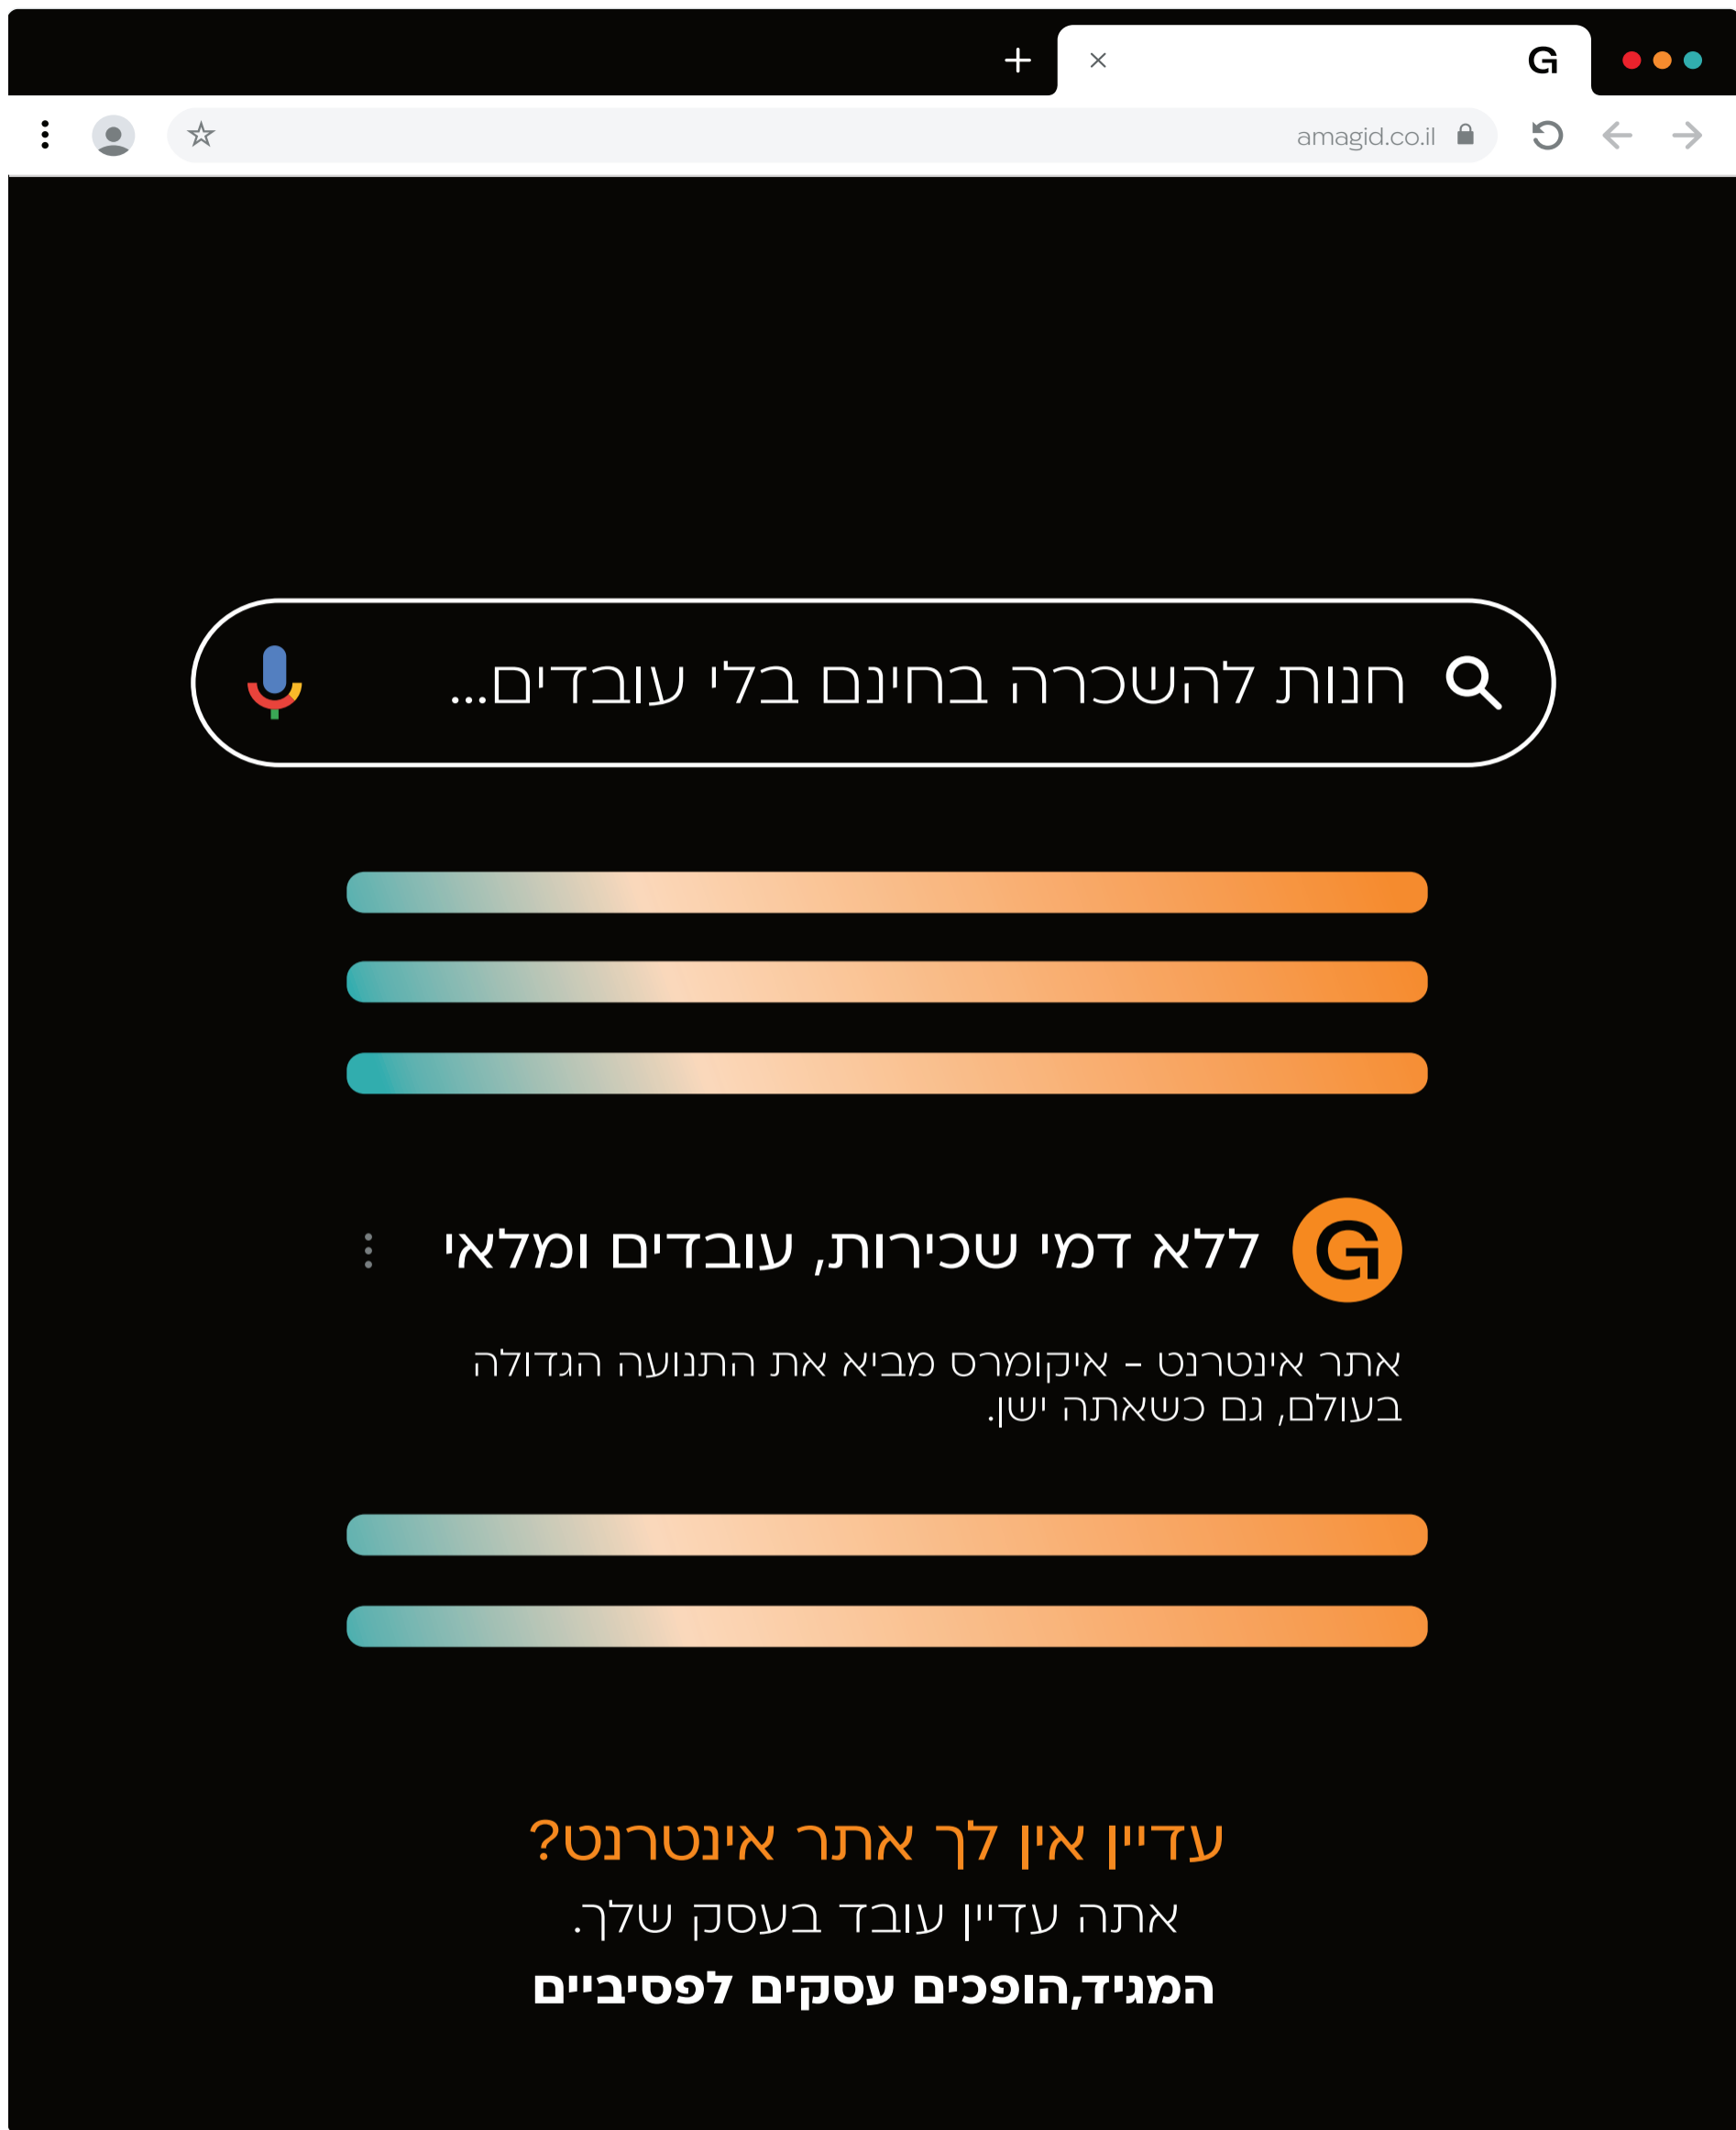 G
amagid.co.il
חנות להשכרה בחינם בלי עובדים...
G
ללא דמי שכירות, עובדים ומלאי
אתר אינטרנט - איקומרס מביא את התנועה הגדולה
בעולם, גם כשאתה ישן.
עדיין אין לך אתר אינטרנט?
אתה עדיין עובד בעסק שלך.
המגיד,הופכים עסקים לפסיביים